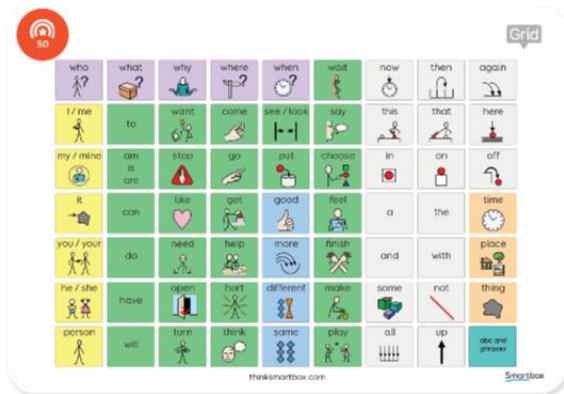 50
Grid
who what why where when wait now then again
I / me to want come see / look say this that here
my / mine am is are stop go put choose in on off
it can like get good feel a the time
you / your do need help more finish and with place
he / she have open hurt different make some not thing
person will turn think same play all up abc and phrases
thinksmartbox.com
Smartbox